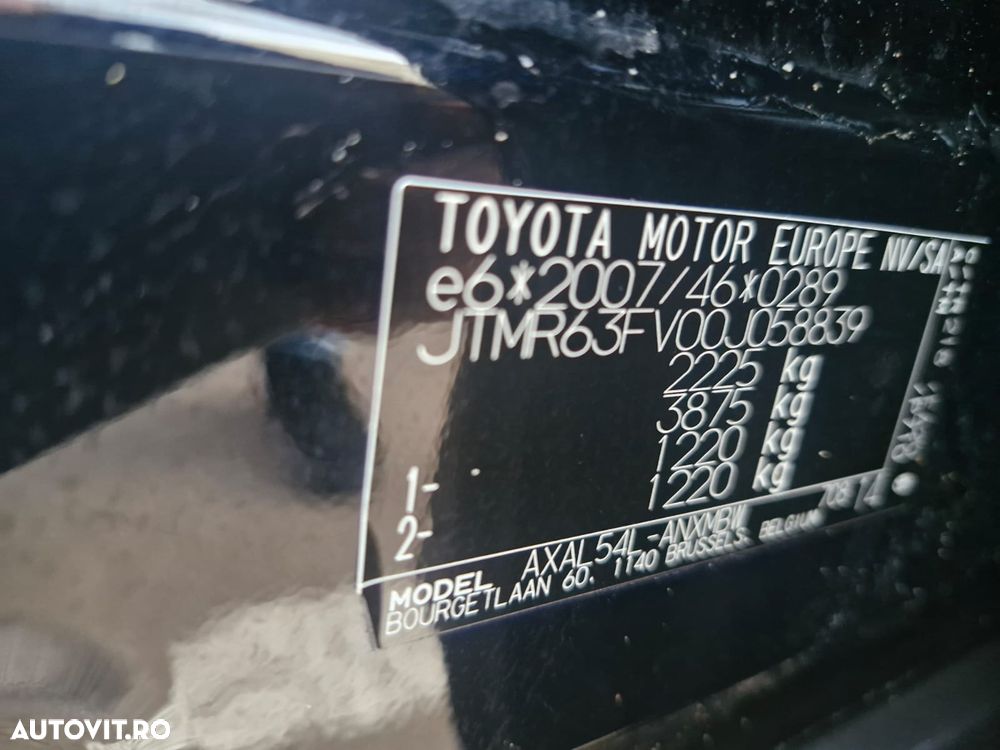 TOYOTA MOTOR EUROPE NV/SA
e6*2007/46*0289
JTMR63FV00J058839
2225 kg
3875 kg
1- 1220 kg
2- 1220 kg
MODEL AXAL54L-ANXMBW
BOURGETLAAN 60, 1140 BRUSSELS, BELGIUM
AUTOVIT.RO